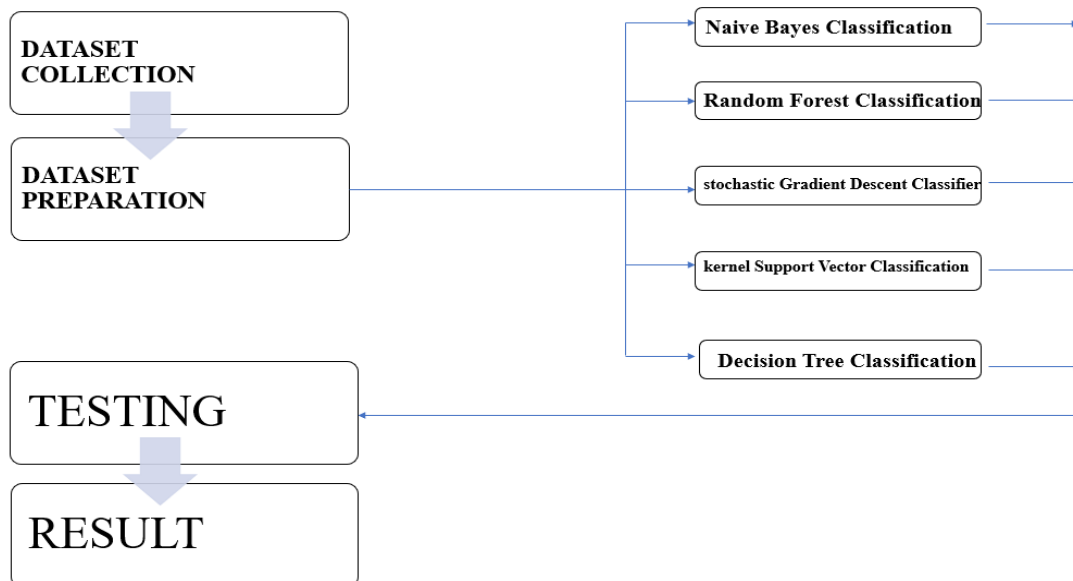 DATASET
COLLECTION
DATASET
PREPARATION
Naive Bayes Classification
Random Forest Classification
stochastic Gradient Descent Classifier
kernel Support Vector Classification
Decision Tree Classification
TESTING
RESULT